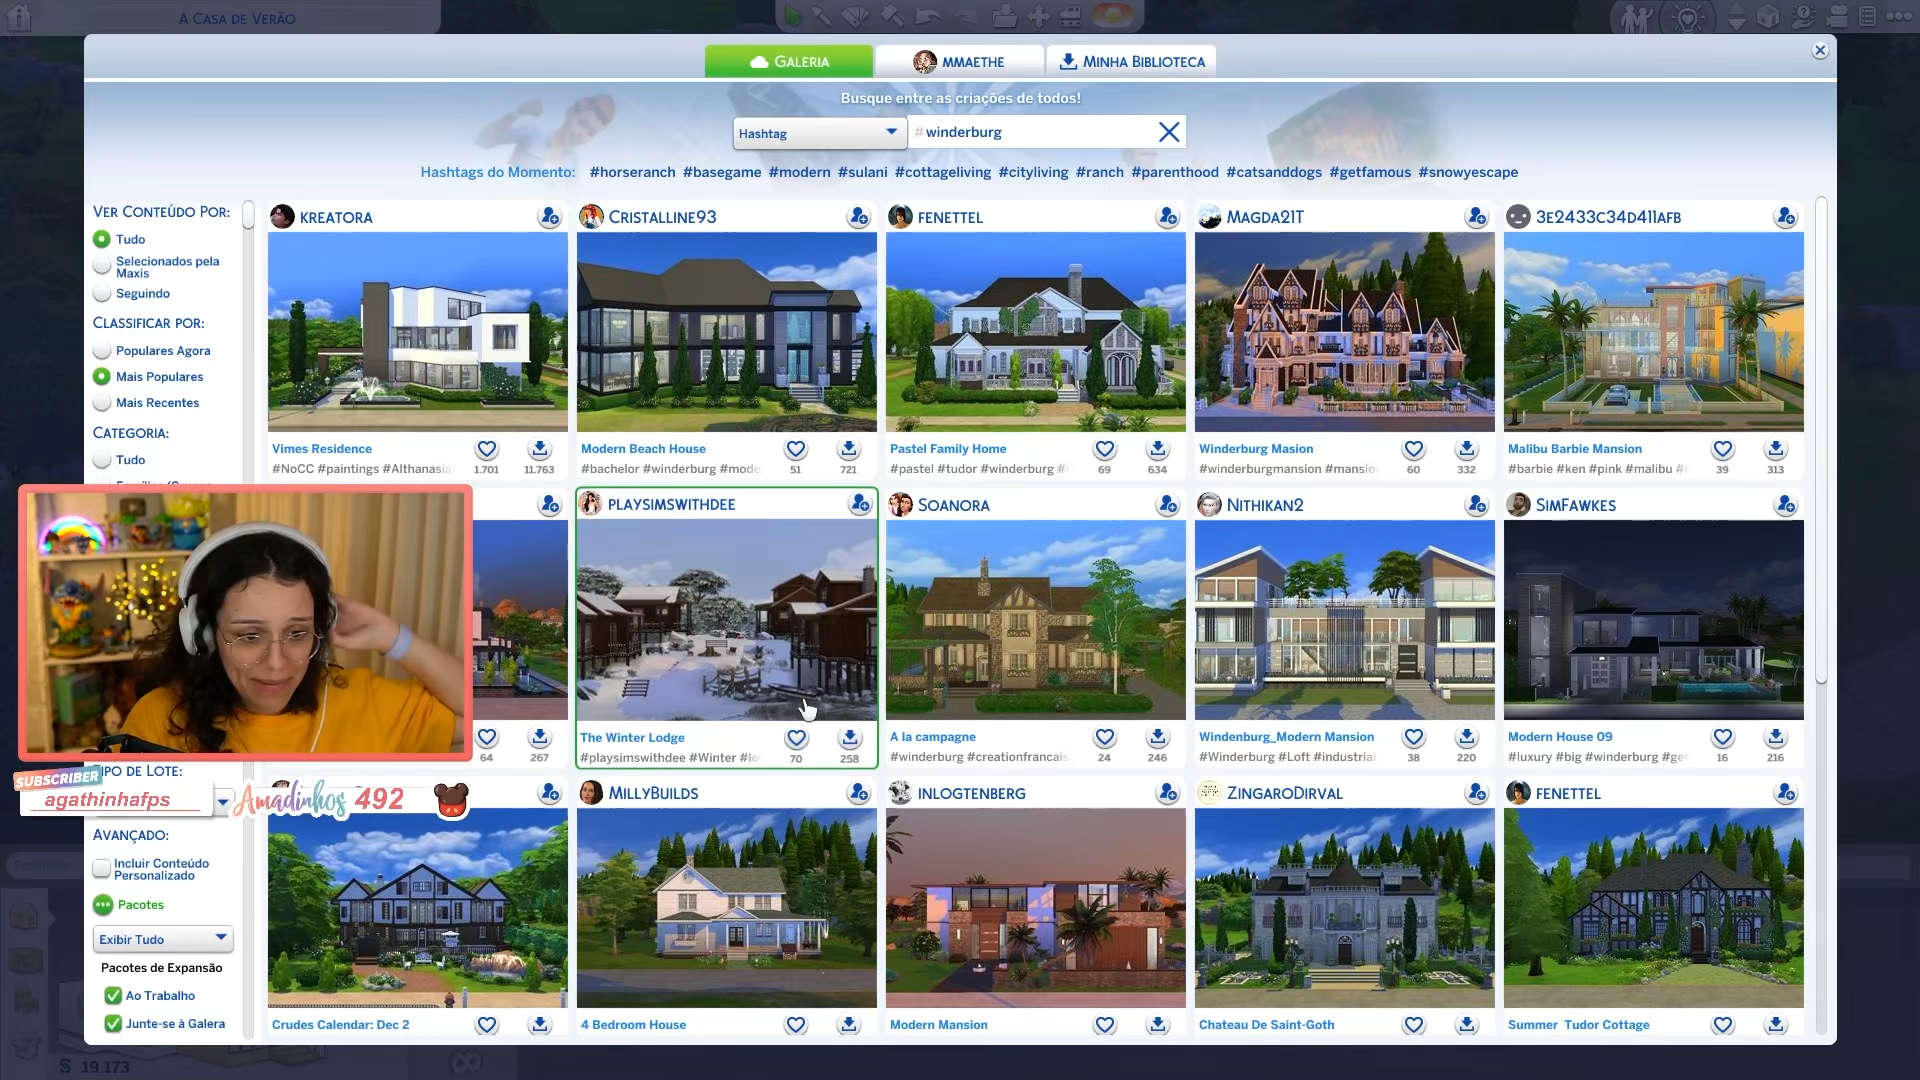 A Casa de Verão
Galeria
mmaethe
Minha Biblioteca
Busque entre as criações de todos!
Hashtag
# winderburg
Hashtags do Momento: #horseranch #basegame #modern #sulani #cottageliving #cityliving #ranch #parenthood #catsanddogs #getfamous #snowyescape
Ver Conteúdo por:
Tudo
Selecionados pela
Maxis
Seguindo
Classificar por:
Populares Agora
Mais Populares
Mais Recentes
Categoria:
Tudo
Tipo de Lote:
SUBSCRIBER
agathinhafps
Amadinhos 492
Avançado:
Incluir Conteúdo
Personalizado
Pacotes
Exibir Tudo
Pacotes de Expansão
Ao Trabalho
Junte-se à Galera
kreatora
Vimes Residence
#NoCC #paintings #Althanasia
1.701
11.763
Cristalline93
Modern Beach House
#bachelor #winderburg #mode
51
721
fenettel
Pastel Family Home
#pastel #tudor #winderburg #
69
634
Magda21T
Winderburg Masion
#winderburgmansion #mansio
60
332
3e2433c34d411afb
Malibu Barbie Mansion
#barbie #ken #pink #malibu #
39
313
64
267
playsimswithdee
The Winter Lodge
#playsimswithdee #Winter #lo
70
258
Soanora
A la campagne
#winderburg #creationfrancais
24
246
Nithikan2
Windenburg_Modern Mansion
#Winderburg #Loft #industrial
38
220
SimFawkes
Modern House 09
#luxury #big #winderburg #ge
16
216
Crudes Calendar: Dec 2
MillyBuilds
4 Bedroom House
inlogtenberg
Modern Mansion
ZingaroDirval
Chateau De Saint-Goth
fenettel
Summer Tudor Cottage
§ 19.173